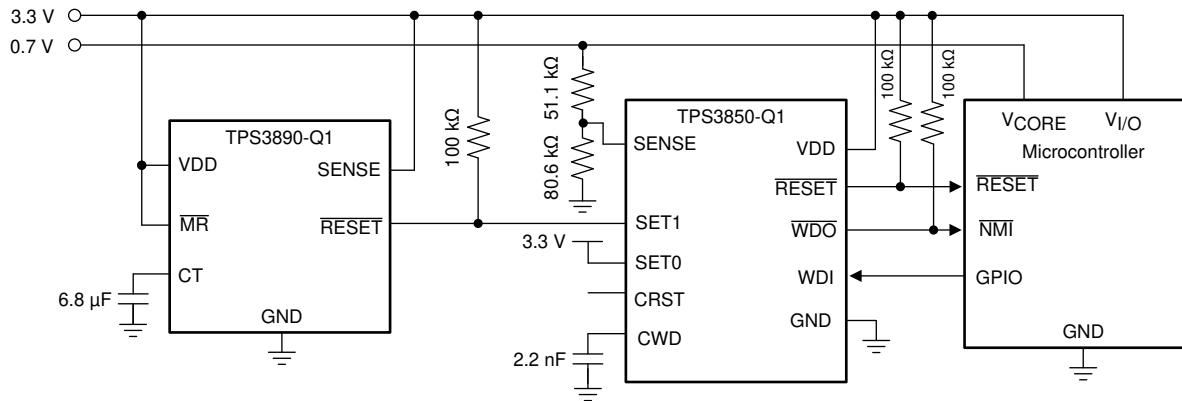 3.3 V
0.7 V
TPS3890-Q1
VDD
SENSE
MR
RESET
CT
6.8 µF
GND
100 kΩ
51.1 kΩ
80.6 kΩ
3.3 V
TPS3850-Q1
SENSE
VDD
RESET
SET1
WDO
SET0
WDI
CRST
GND
CWD
2.2 nF
100 kΩ
100 kΩ
VCORE
VI/O
Microcontroller
RESET
NMI
GPIO
GND